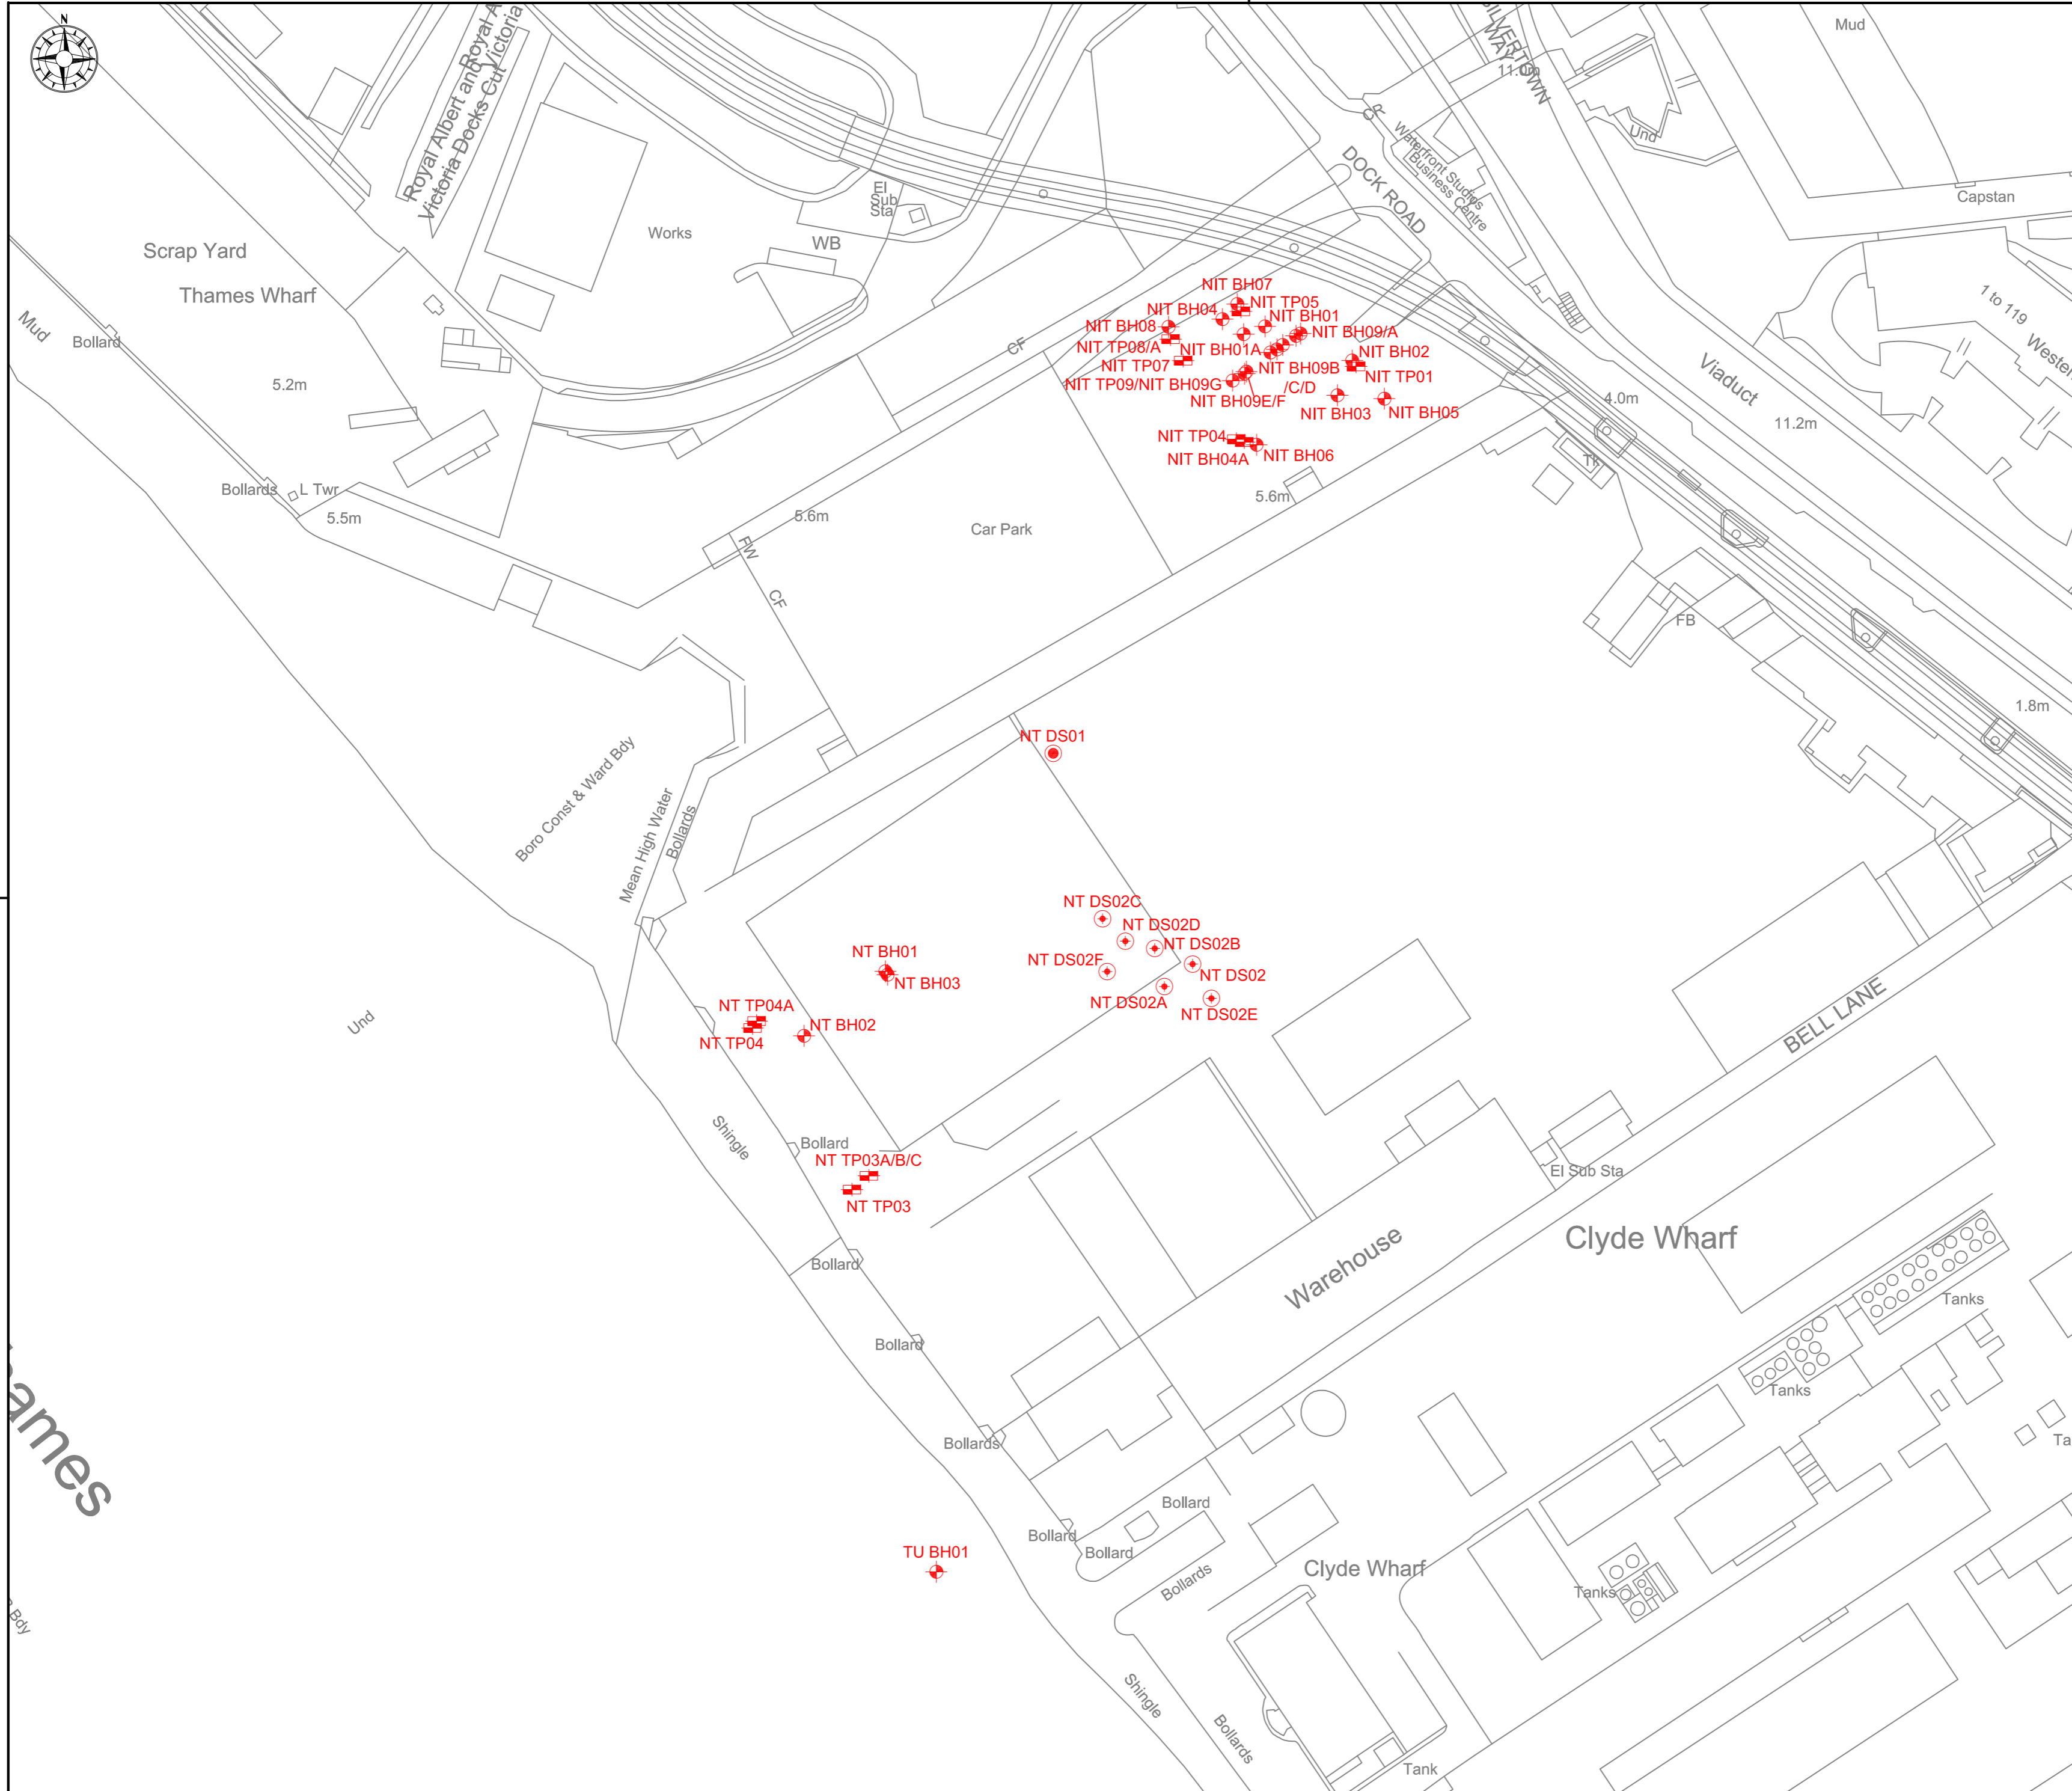 N
Royal Albert and
Victoria Docks Cut
Royal A
Victoria
SILVERTOWN
WAY
11.0m
Mud
Und
CR
Waterfront Studios
Business Centre
DOCK ROAD
Capstan
El
Sub
Sta
Works
WB
Scrap Yard
Thames Wharf
Mud
Bollard
5.2m
1 to 119
Viaduct
11.2m
4.0m
NIT BH07
NIT TP05
NIT BH04
NIT BH01
NIT BH08
NIT BH09/A
NIT TP08/A
NIT BH01A
NIT BH02
NIT TP07
NIT BH09B
/C/D
NIT TP01
NIT TP09/NIT BH09G
NIT BH09E/F
NIT BH03
NIT BH05
NIT TP04
NIT BH04A
NIT BH06
CF
Tk
5.6m
Bollards
L Twr
5.5m
5.6m
Car Park
FW
CF
FB
1.8m
Boro Const & Ward Bdy
Mean High Water
Bollards
NT DS01
NT DS02C
NT DS02D
NT DS02B
NT DS02F
NT DS02
NT DS02A
NT DS02E
NT BH01
NT BH03
NT TP04A
NT BH02
NT TP04
Und
BELL LANE
Shingle
Bollard
NT TP03A/B/C
NT TP03
El Sub Sta
Clyde Wharf
Warehouse
Bollard
Tanks
Bollard
Tanks
Bollards
Bollard
Bollard
Bollard
TU BH01
Clyde Wharf
Bollards
Tanks
Bdy
Shingle
Bollards
Tank